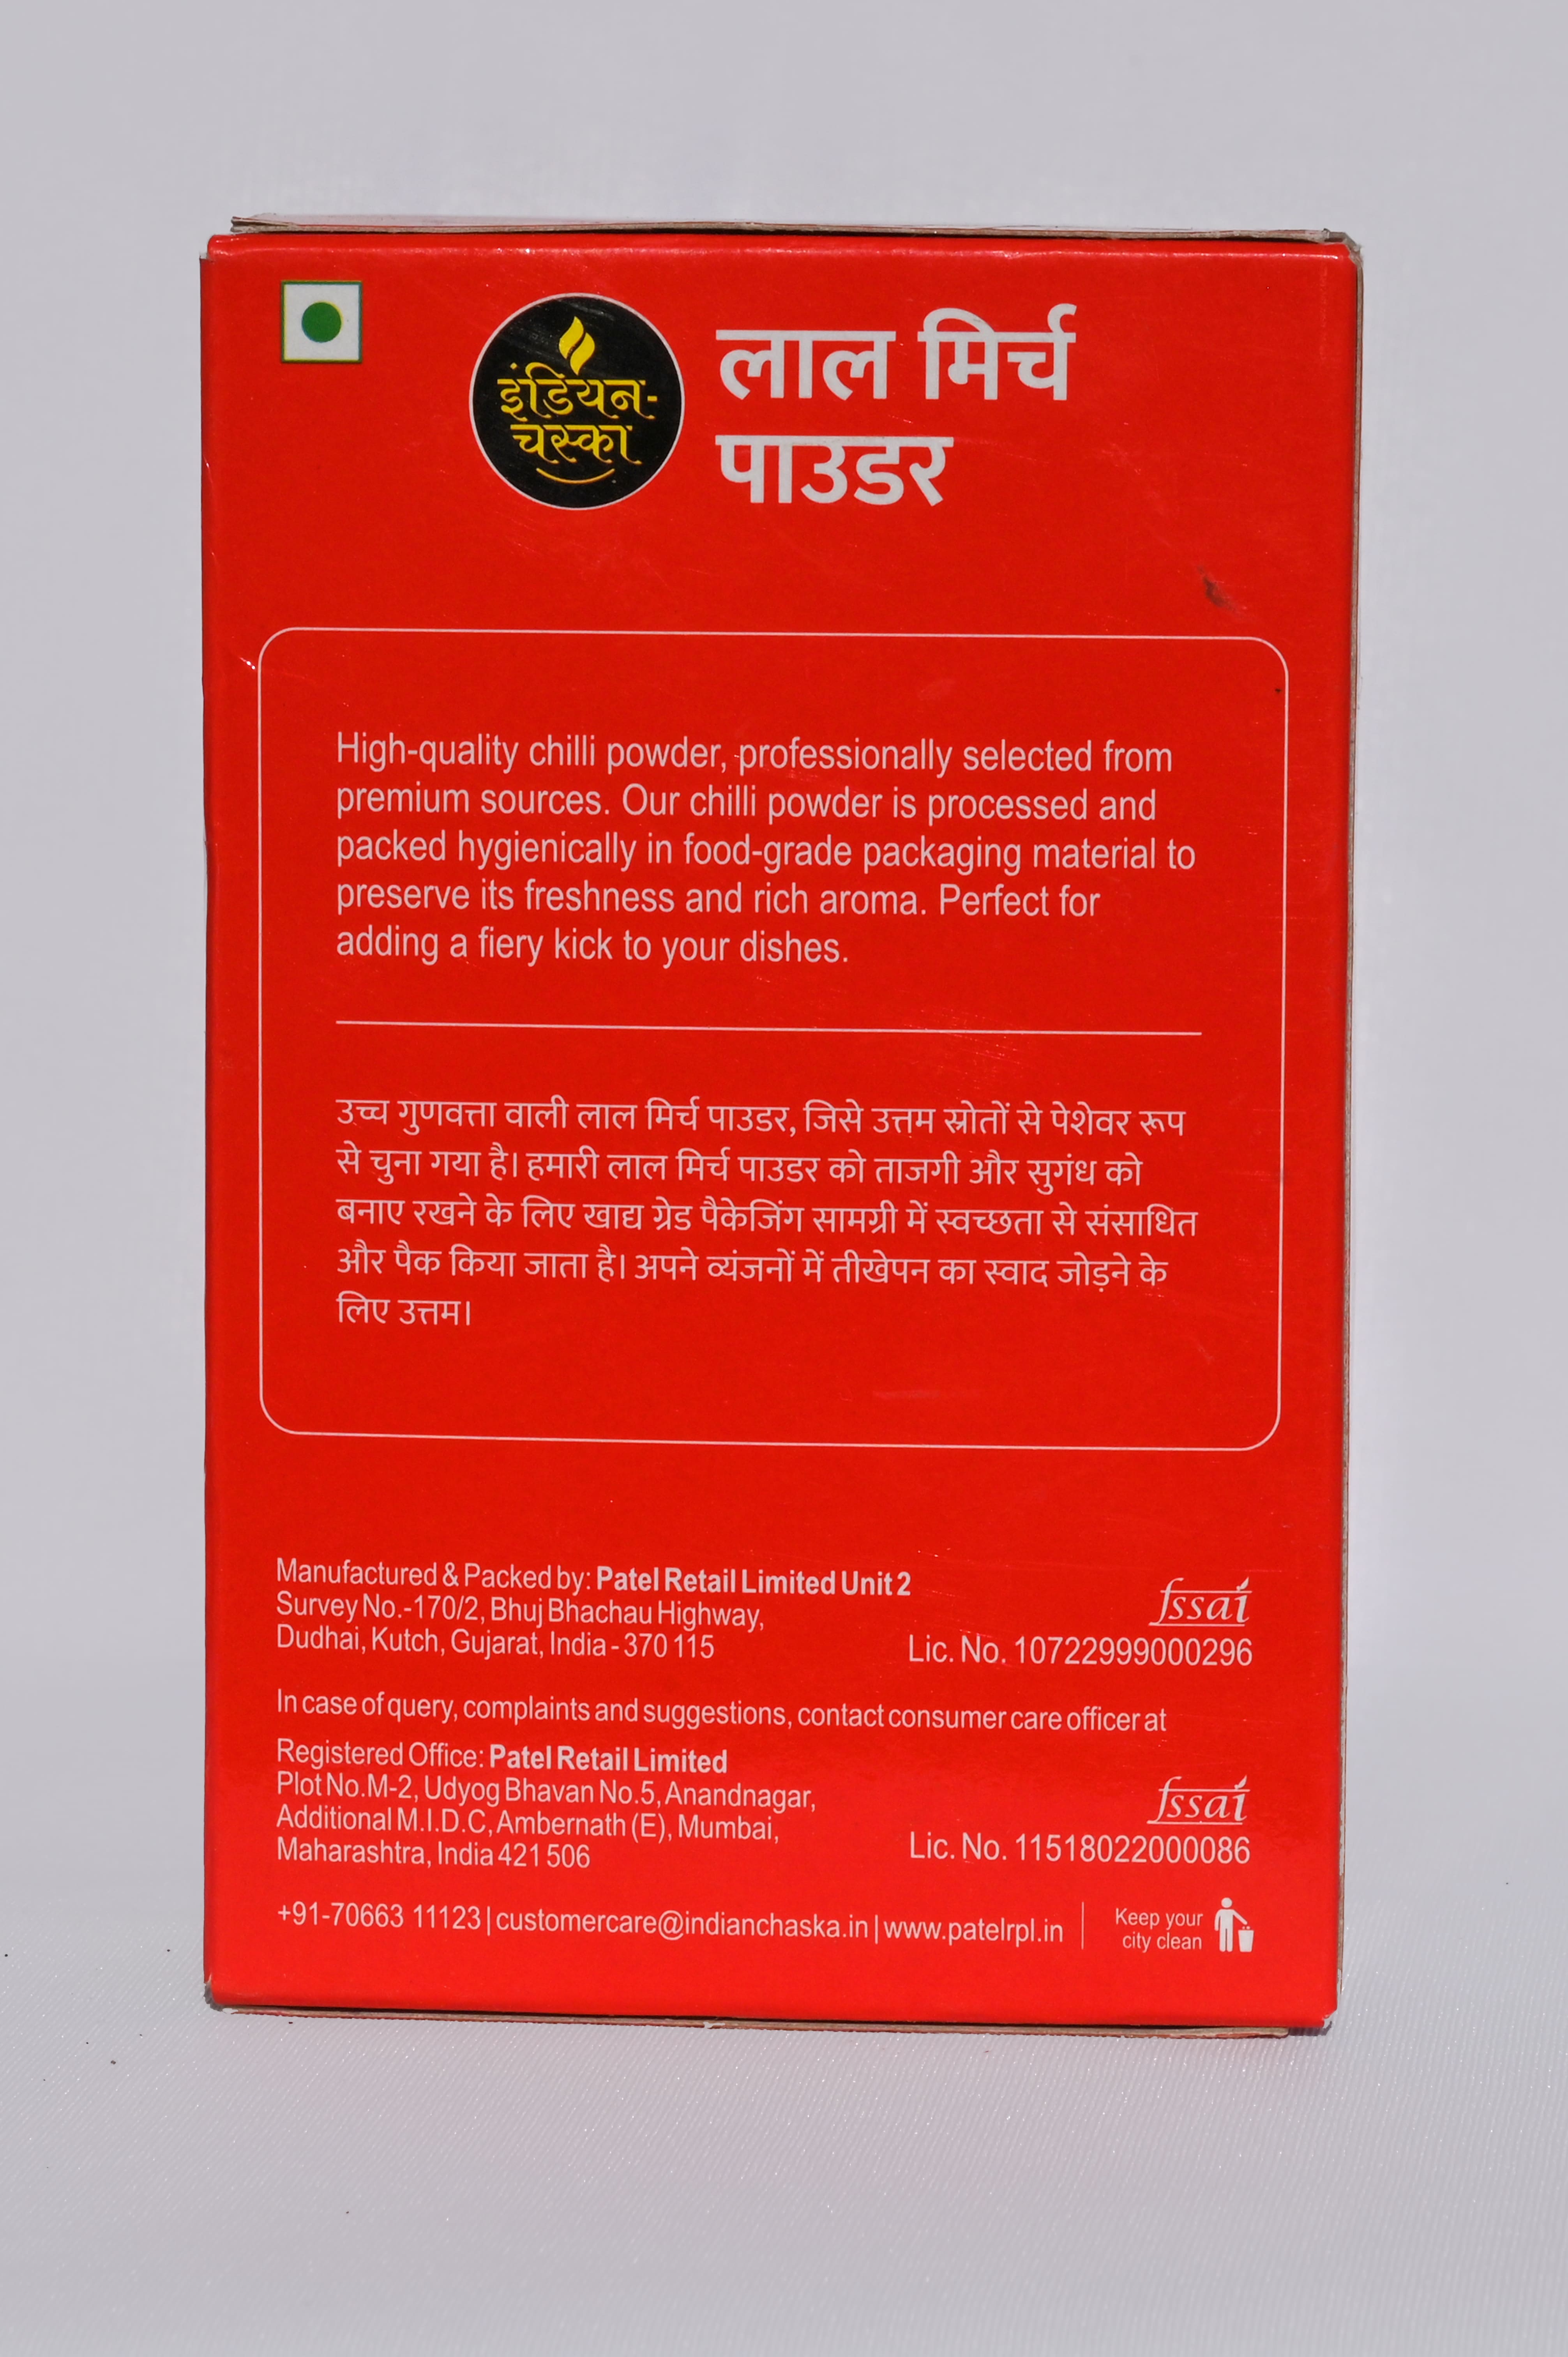 इंडियन-
चस्का
लाल मिर्च
पाउडर
High-quality chilli powder, professionally selected from
premium sources. Our chilli powder is processed and
packed hygienically in food-grade packaging material to
preserve its freshness and rich aroma. Perfect for
adding a fiery kick to your dishes.
उच्च गुणवत्ता वाली लाल मिर्च पाउडर, जिसे उत्तम स्रोतों से पेशेवर रूप
से चुना गया है। हमारी लाल मिर्च पाउडर को ताजगी और सुगंध को
बनाए रखने के लिए खाद्य ग्रेड पैकेजिंग सामग्री में स्वच्छता से संसाधित
और पैक किया जाता है। अपने व्यंजनों में तीखेपन का स्वाद जोड़ने के
लिए उत्तम।
Manufactured & Packed by: Patel Retail Limited Unit 2
Survey No.-170/2, Bhuj Bhachau Highway,
Dudhai, Kutch, Gujarat, India - 370 115
fssai
Lic. No. 10722999000296
In case of query, complaints and suggestions, contact consumer care officer at
Registered Office: Patel Retail Limited
Plot No.M-2, Udyog Bhavan No.5, Anandnagar,
Additional M.I.D.C, Ambernath (E), Mumbai,
Maharashtra, India 421 506
fssai
Lic. No. 11518022000086
+91-70663 11123 | customercare@indianchaska.in | www.patelrpl.in
Keep your
city clean